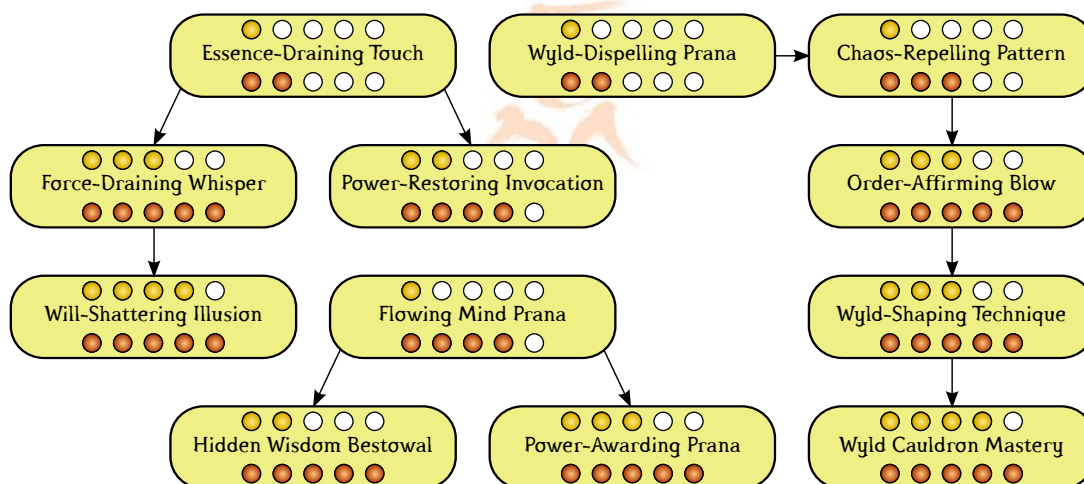 Essence-Draining Touch
Wyld-Dispelling Prana
Chaos-Repelling Pattern
Force-Draining Whisper
Power-Restoring Invocation
Order-Affirming Blow
Will-Shattering Illusion
Flowing Mind Prana
Wyld-Shaping Technique
Hidden Wisdom Bestowal
Power-Awarding Prana
Wyld Cauldron Mastery